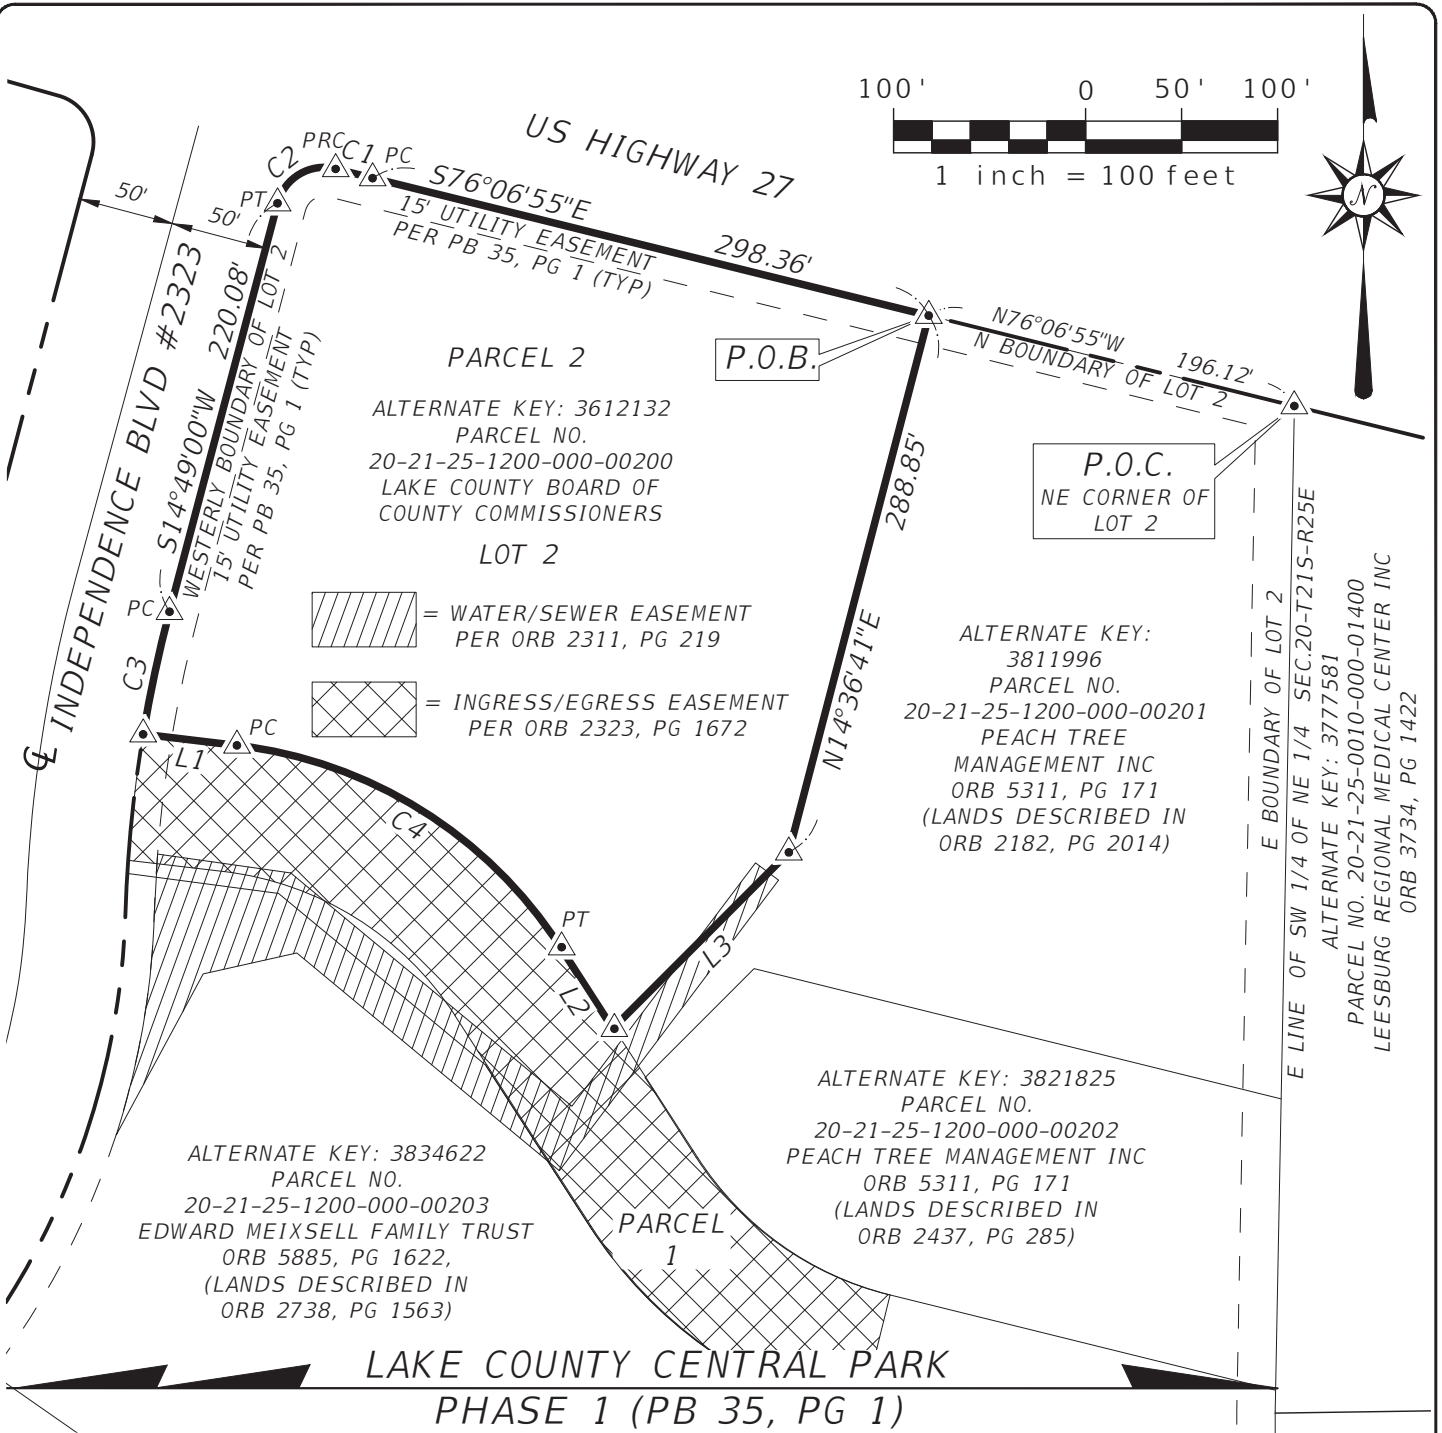 100' 0 50' 100'
1 inch = 100 feet
N
US HIGHWAY 27
PRC
C1
PC
C2
PT
50'
50'
S76°06'55"E
298.36'
15' UTILITY EASEMENT
PER PB 35, PG 1 (TYP)
N76°06'55"W
196.12'
N BOUNDARY OF LOT 2
P.O.B.
P.O.C.
NE CORNER OF
LOT 2
℄ INDEPENDENCE BLVD #2323
S14°49'00"W 220.08'
WESTERLY BOUNDARY OF LOT 2
15' UTILITY EASEMENT
PER PB 35, PG 1 (TYP)
PARCEL 2
ALTERNATE KEY: 3612132
PARCEL NO.
20-21-25-1200-000-00200
LAKE COUNTY BOARD OF
COUNTY COMMISSIONERS
LOT 2
= WATER/SEWER EASEMENT
PER ORB 2311, PG 219
= INGRESS/EGRESS EASEMENT
PER ORB 2323, PG 1672
N14°36'41"E
288.85'
ALTERNATE KEY:
3811996
PARCEL NO.
20-21-25-1200-000-00201
PEACH TREE
MANAGEMENT INC
ORB 5311, PG 171
(LANDS DESCRIBED IN
ORB 2182, PG 2014)
E BOUNDARY OF LOT 2
E LINE OF SW 1/4 OF NE 1/4 SEC.20-T21S-R25E
ALTERNATE KEY: 3777581
PARCEL NO. 20-21-25-0010-000-01400
LEESBURG REGIONAL MEDICAL CENTER INC
ORB 3734, PG 1422
PC
C3
L1
PC
C4
PT
L2
L3
ALTERNATE KEY: 3821825
PARCEL NO.
20-21-25-1200-000-00202
PEACH TREE MANAGEMENT INC
ORB 5311, PG 171
(LANDS DESCRIBED IN
ORB 2437, PG 285)
ALTERNATE KEY: 3834622
PARCEL NO.
20-21-25-1200-000-00203
EDWARD MEIXSELL FAMILY TRUST
ORB 5885, PG 1622,
(LANDS DESCRIBED IN
ORB 2738, PG 1563)
PARCEL
1
LAKE COUNTY CENTRAL PARK
PHASE 1 (PB 35, PG 1)